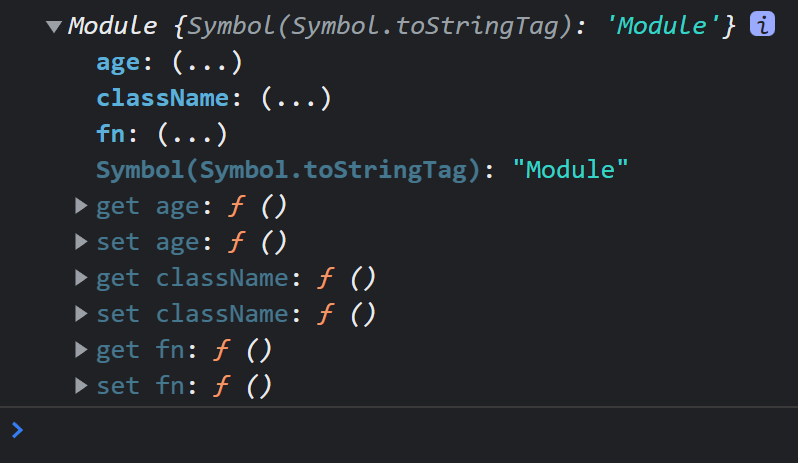 Module {Symbol(Symbol.toStringTag): 'Module'} i
age: (...)
className: (...)
fn: (...)
Symbol(Symbol.toStringTag): "Module"
get age: ƒ ()
set age: ƒ ()
get className: ƒ ()
set className: ƒ ()
get fn: ƒ ()
set fn: ƒ ()